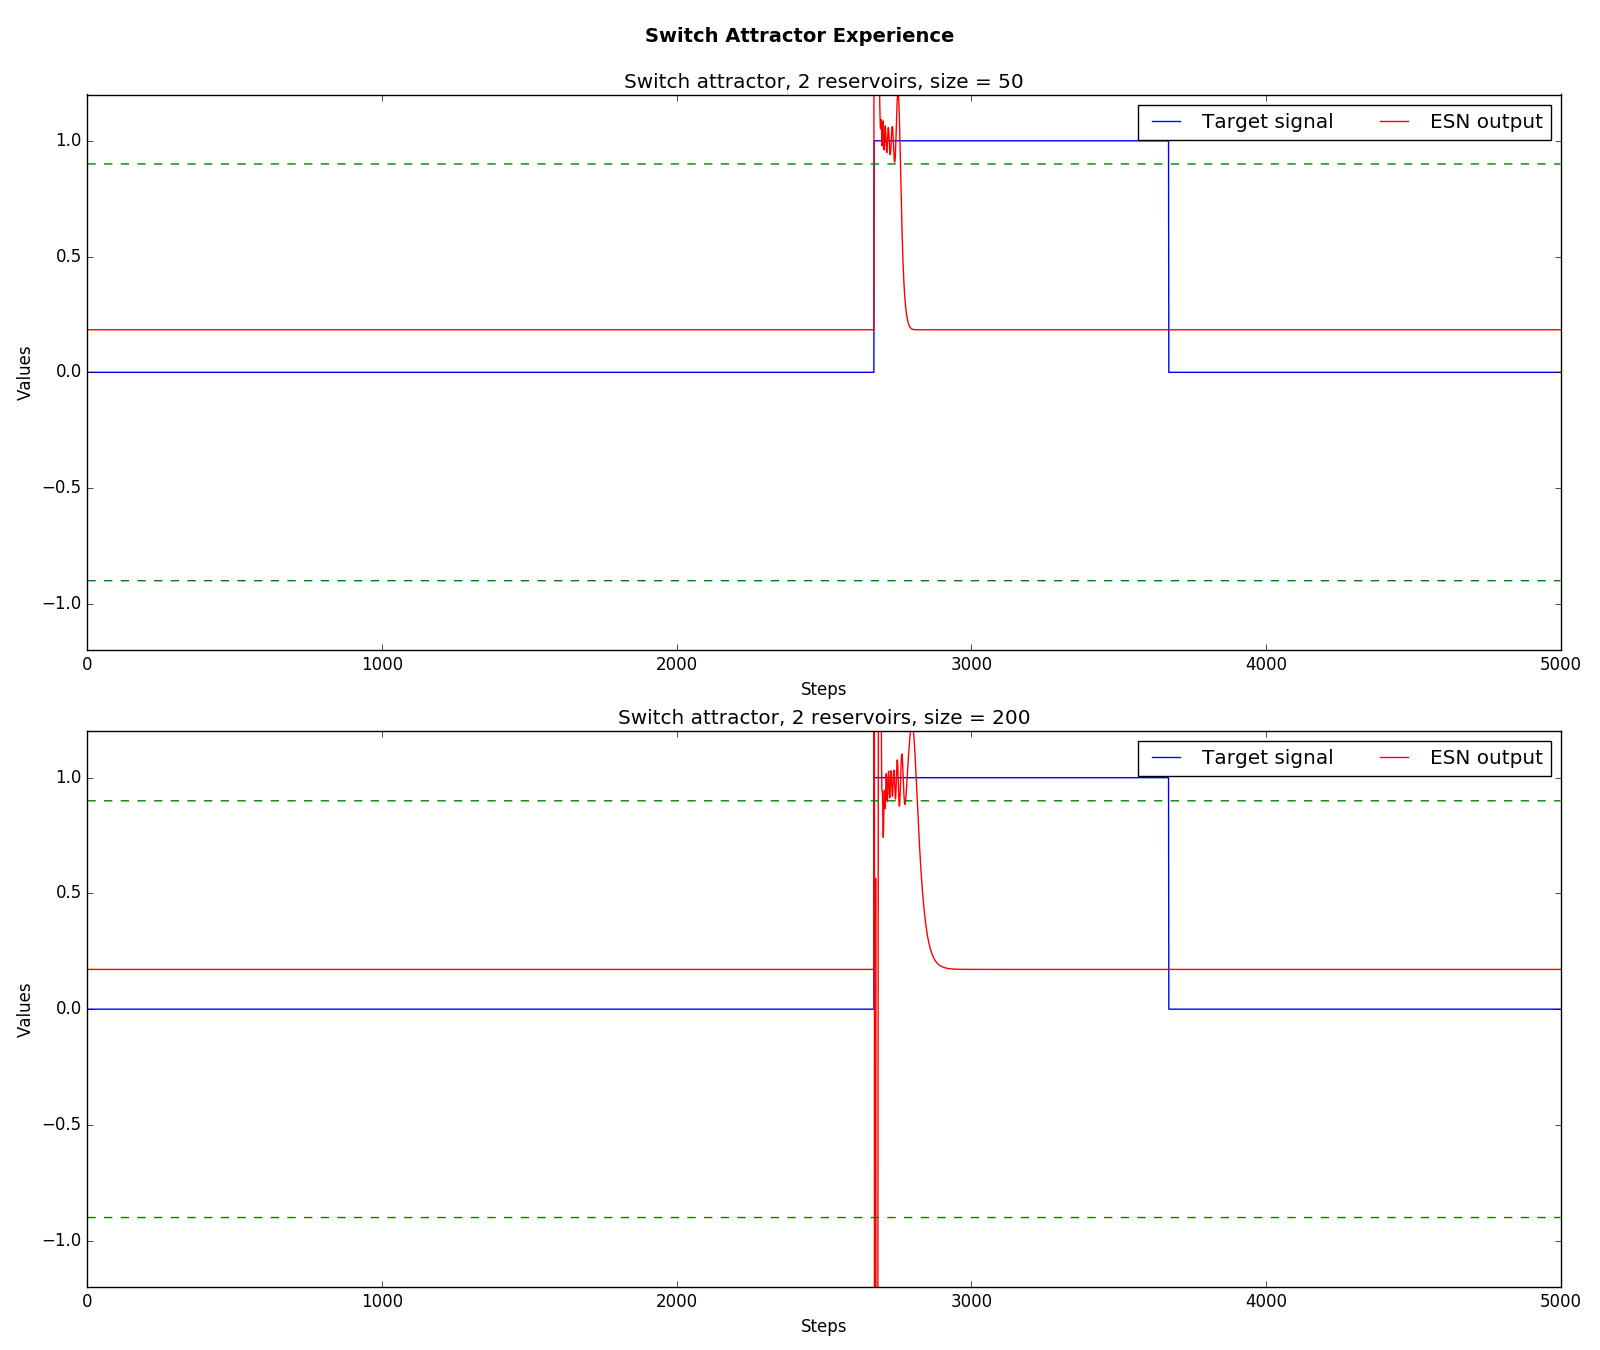 Switch Attractor Experience
Switch attractor, 2 reservoirs, size = 50
Target signal ESN output
1.0
0.5
0.0
−0.5
−1.0
Values
0 1000 2000 3000 4000 5000
Steps
Switch attractor, 2 reservoirs, size = 200
Target signal ESN output
1.0
0.5
0.0
−0.5
−1.0
Values
0 1000 2000 3000 4000 5000
Steps